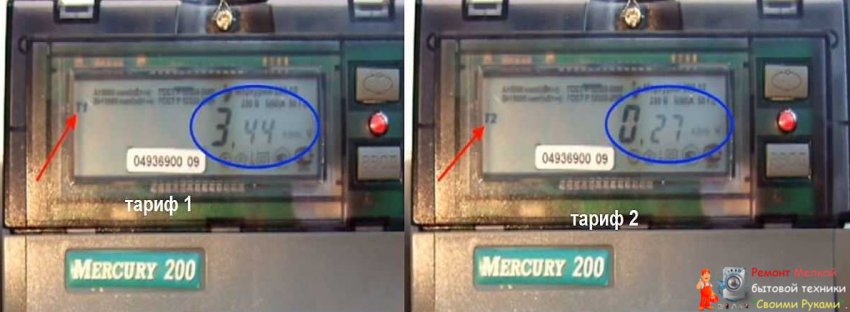 T1
3,44
04936900 09
тариф 1
MERCURY 200
T2
0,27
04936900 09
тариф 2
MERCURY 200
Ремонт Мелкой
бытовой техники
Своими Руками .